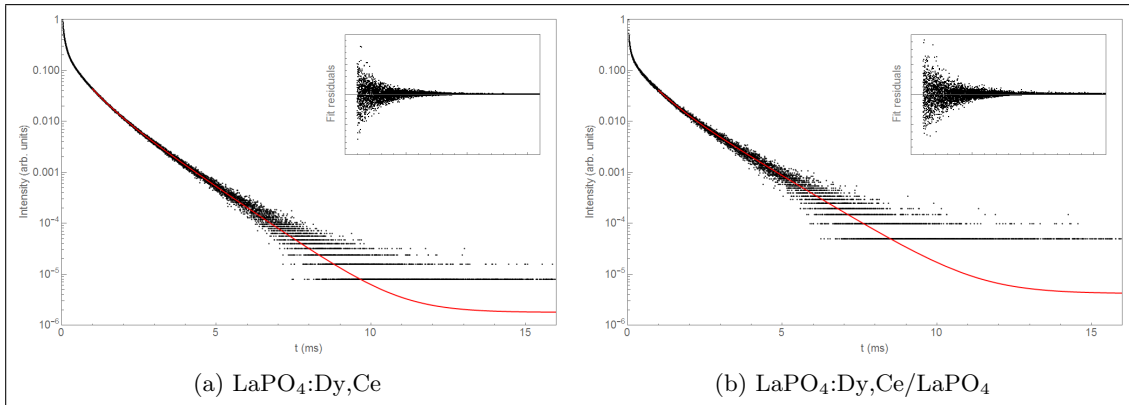 1
0.100
0.010
0.001
10⁻⁴
10⁻⁵
10⁻⁶
Intensity (arb. units)
0
5
10
15
t (ms)
Fit residuals
(a) LaPO₄:Dy,Ce
1
0.100
0.010
0.001
10⁻⁴
10⁻⁵
10⁻⁶
Intensity (arb. units)
0
5
10
15
t (ms)
Fit residuals
(b) LaPO₄:Dy,Ce/LaPO₄